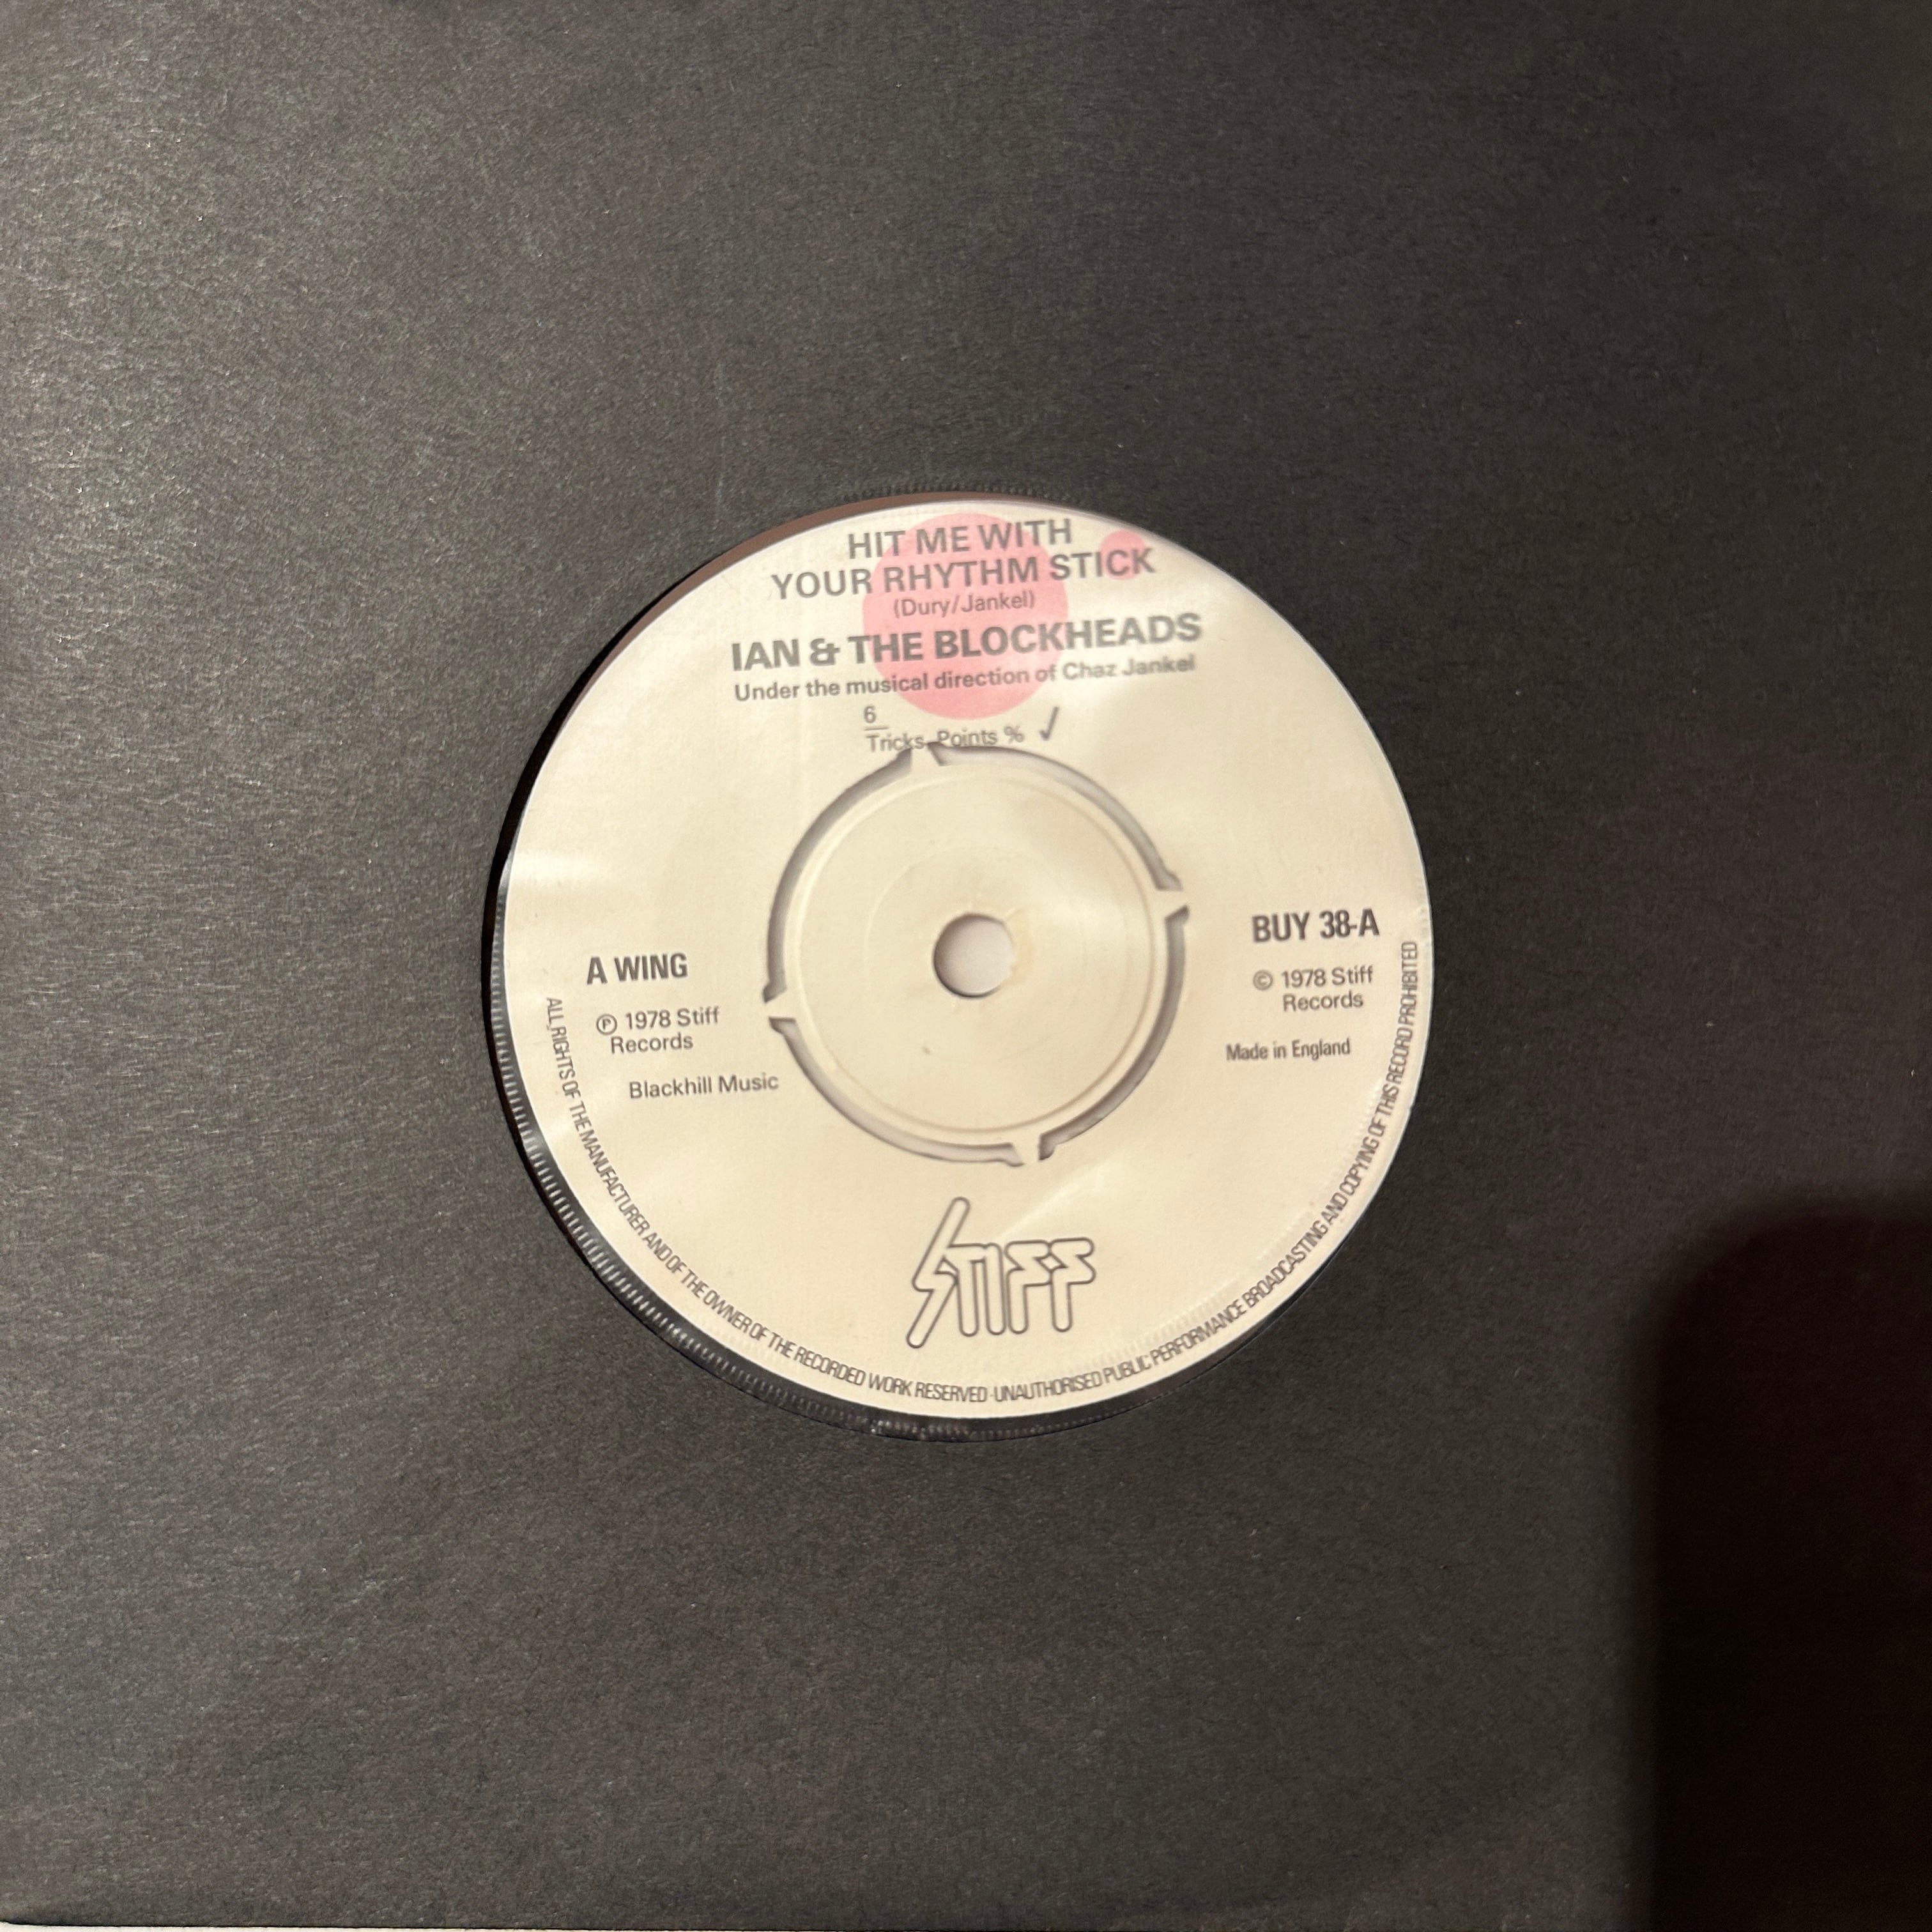 HIT ME WITH
YOUR RHYTHM STICK
(Dury/Jankel)
IAN & THE BLOCKHEADS
Under the musical direction of Chaz Jankel
6
Tricks, Points % ✓
A WING
℗ 1978 Stiff
Records
Blackhill Music
BUY 38-A
© 1978 Stiff
Records
Made in England
STIFF
ALL RIGHTS OF THE MANUFACTURER AND OF THE OWNER OF THE RECORDED WORK RESERVED · UNAUTHORISED PUBLIC PERFORMANCE BROADCASTING AND COPYING OF THIS RECORD PROHIBITED